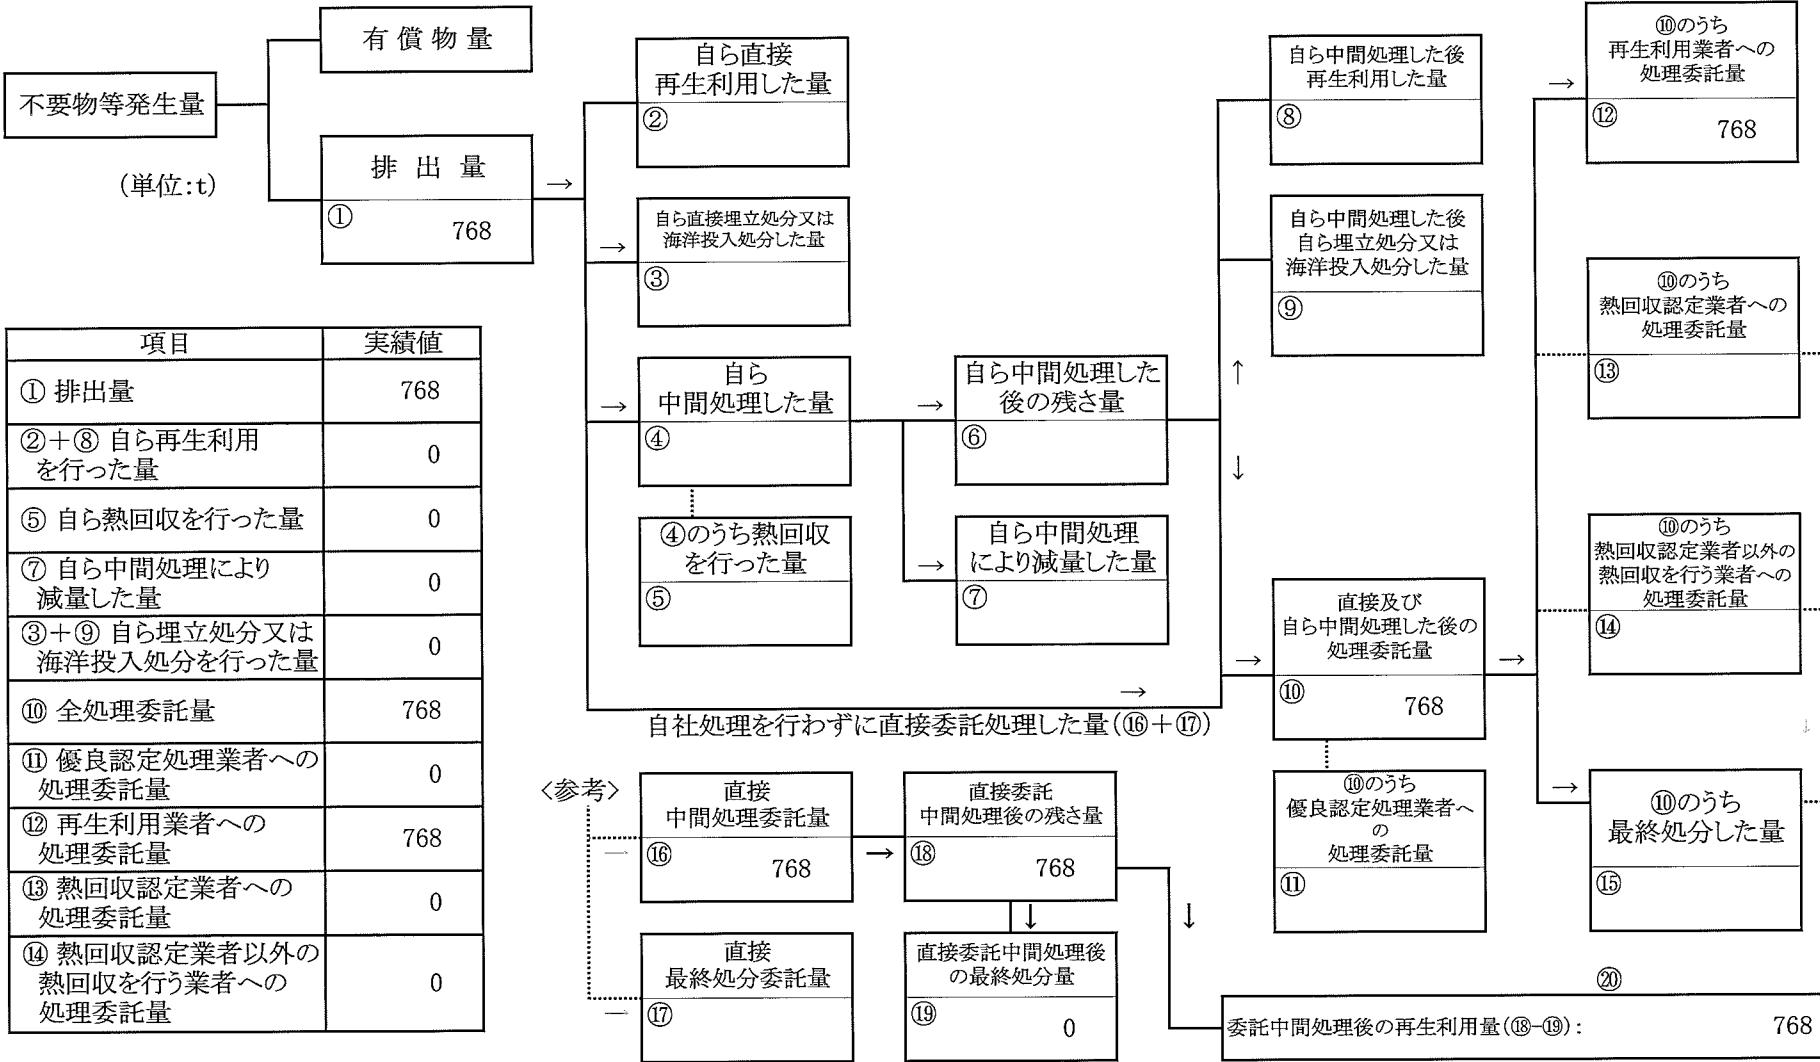 有償物量
不要物等発生量
(単位:t)
排出量
①
768
自ら直接
再生利用した量
②
自ら直接埋立処分又は
海洋投入処分した量
③
自ら
中間処理した量
④
④のうち熱回収
を行った量
⑤
自ら中間処理した
後の残さ量
⑥
自ら中間処理
により減量した量
⑦
自ら中間処理した後
再生利用した量
⑧
自ら中間処理した後
自ら埋立処分又は
海洋投入処分した量
⑨
直接及び
自ら中間処理した後の
処理委託量
⑩
768
⑩のうち
優良認定処理業者へ
の
処理委託量
⑪
⑩のうち
再生利用業者への
処理委託量
⑫
768
⑩のうち
熱回収認定業者への
処理委託量
⑬
⑩のうち
熱回収認定業者以外の
熱回収を行う業者への
処理委託量
⑭
⑩のうち
最終処分した量
⑮
自社処理を行わずに直接委託処理した量(⑯+⑰)
<参考>
直接
中間処理委託量
⑯
768
直接
最終処分委託量
⑰
直接委託
中間処理後の残さ量
⑱
768
直接委託中間処理後
の最終処分量
⑲
0
⑳
委託中間処理後の再生利用量(⑱-⑲): 768
項目 実績値
① 排出量 768
②+⑧ 自ら再生利用
を行った量 0
⑤ 自ら熱回収を行った量 0
⑦ 自ら中間処理により
減量した量 0
③+⑨ 自ら埋立処分又は
海洋投入処分を行った量 0
⑩ 全処理委託量 768
⑪ 優良認定処理業者への
処理委託量 0
⑫ 再生利用業者への
処理委託量 768
⑬ 熱回収認定業者への
処理委託量 0
⑭ 熱回収認定業者以外の
熱回収を行う業者への
処理委託量 0